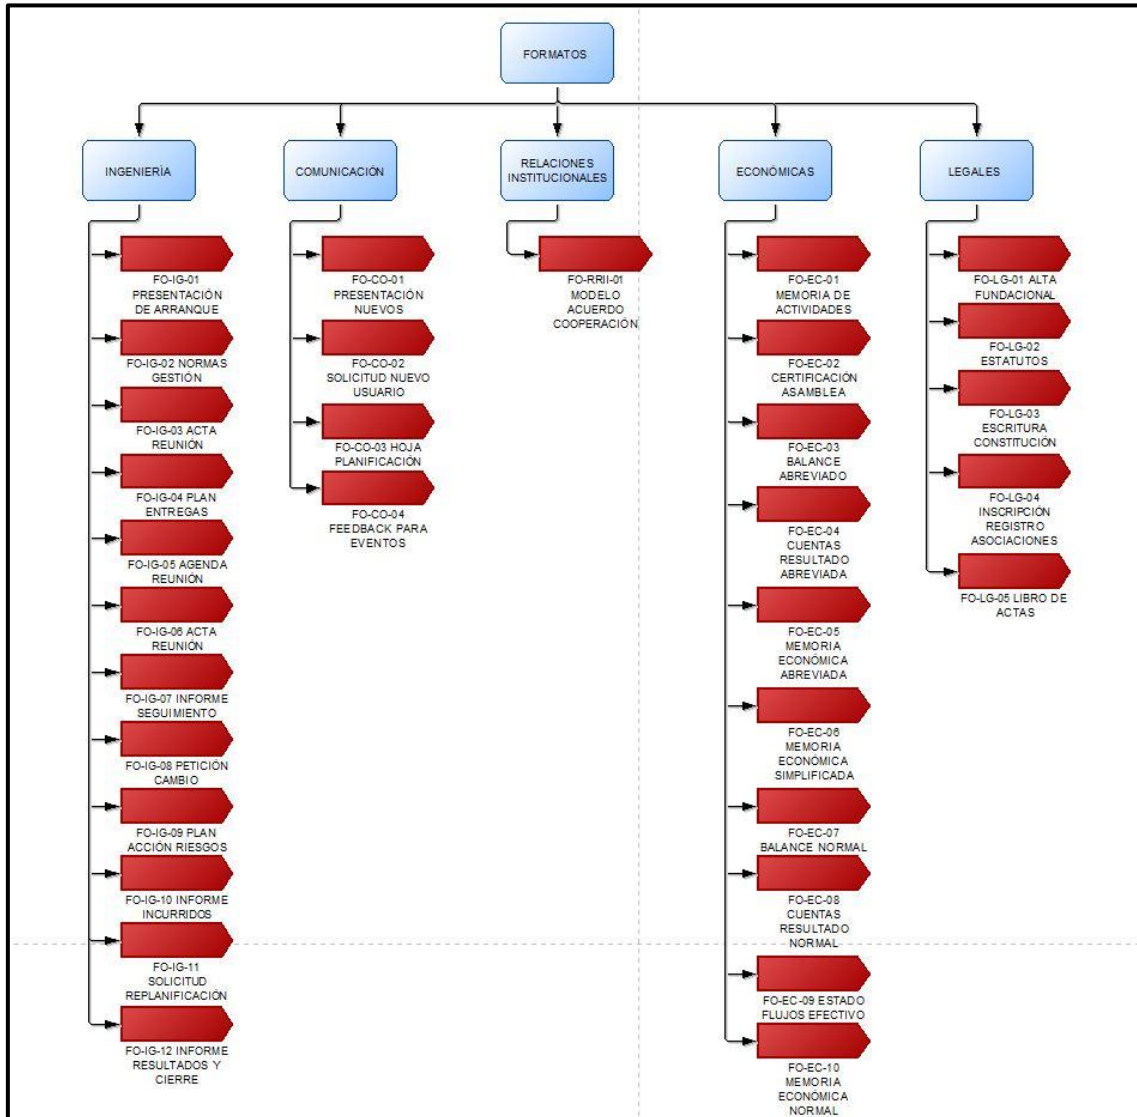 FORMATOS
INGENIERÌA
COMUNICACIÓN
RELACIONES
INSTITUCIONALES
ECONÓMICAS
LEGALES
FO-IG-01
PRESENTACIÓN
DE ARRANQUE
FO-IG-02 NORMAS
GESTIÓN
FO-IG-03 ACTA
REUNIÓN
FO-IG-04 PLAN
ENTREGAS
FO-IG-05 AGENDA
REUNIÓN
FO-IG-06 ACTA
REUNIÓN
FO-IG-07 INFORME
SEGUIMIENTO
FO-IG-08 PETICIÓN
CAMBIO
FO-IG-09 PLAN
ACCIÓN RIESGOS
FO-IG-10 INFORME
INCURRIDOS
FO-IG-11
SOLICITUD
REPLANIFICACIÓN
FO-IG-12 INFORME
RESULTADOS Y
CIERRE
FO-CO-01
PRESENTACIÓN
NUEVOS
FO-CO-02
SOLICITUD NUEVO
USUARIO
FO-CO-03 HOJA
PLANIFICACIÓN
FO-CO-04
FEEDBACK PARA
EVENTOS
FO-RRII-01
MODELO
ACUERDO
COOPERACIÓN
FO-EC-01
MEMORIA DE
ACTIVIDADES
FO-EC-02
CERTIFICACIÓN
ASAMBLEA
FO-EC-03
BALANCE
ABREVIADO
FO-EC-04
CUENTAS
RESULTADO
ABREVIADA
FO-EC-05
MEMORIA
ECONÓMICA
ABREVIADA
FO-EC-06
MEMORIA
ECONÓMICA
SIMPLIFICADA
FO-EC-07
BALANCE NORMAL
FO-EC-08
CUENTAS
RESULTADO
NORMAL
FO-EC-09 ESTADO
FLUJOS EFECTIVO
FO-EC-10
MEMORIA
ECONÓMICA
NORMAL
FO-LG-01 ALTA
FUNDACIONAL
FO-LG-02
ESTATUTOS
FO-LG-03
ESCRITURA
CONSTITUCIÓN
FO-LG-04
INSCRIPCIÓN
REGISTRO
ASOCIACIONES
FO-LG-05 LIBRO DE
ACTAS